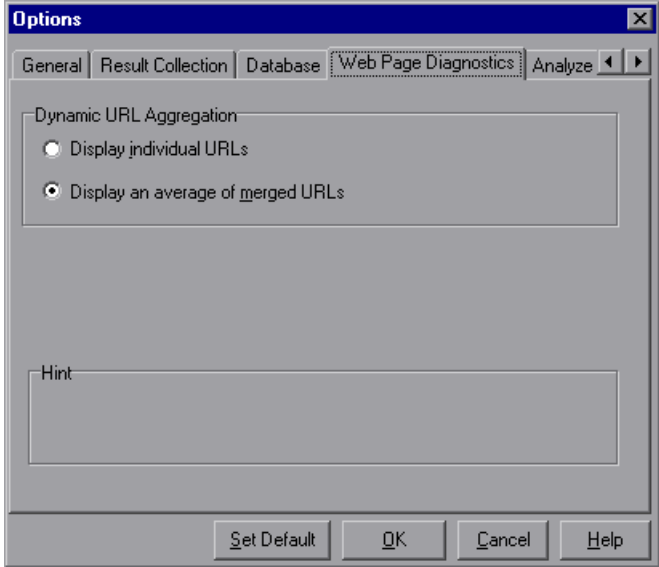 Options
General Result Collection Database Web Page Diagnostics Analyze
Dynamic URL Aggregation
Display individual URLs
Display an average of merged URLs
Hint
Set Default OK Cancel Help